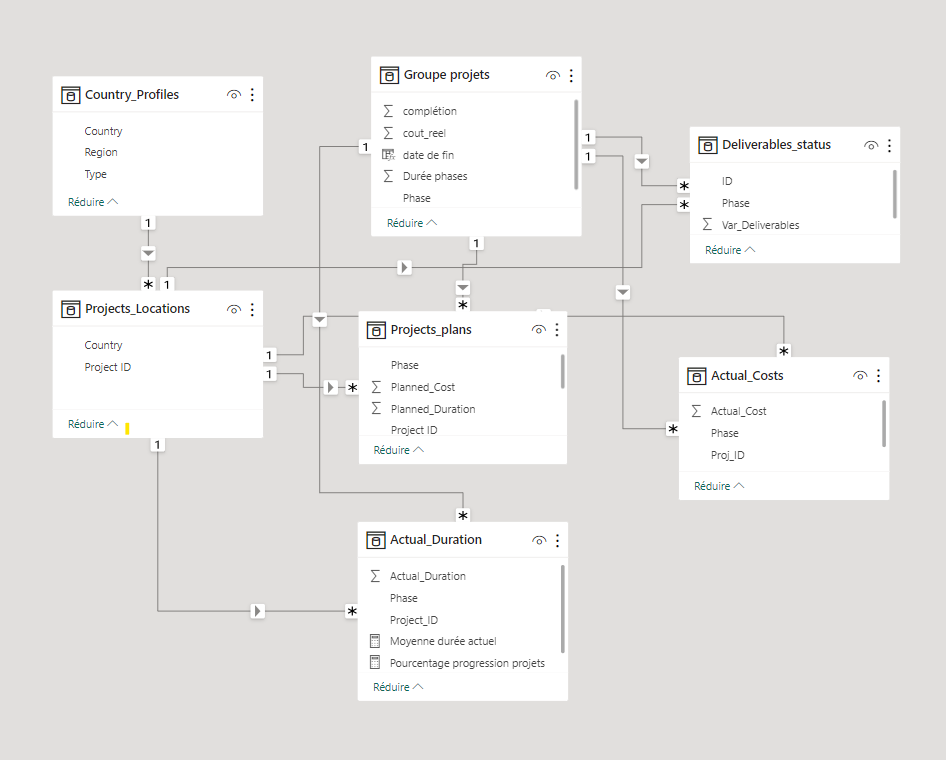 Country_Profiles
Country
Region
Type
Réduire
Groupe projets
complétion
cout_reel
date de fin
Durée phases
Phase
Réduire
Deliverables_status
ID
Phase
Var_Deliverables
Réduire
1
1
1
*
*
1
1
*
1
*
Projects_Locations
Country
Project ID
Réduire
1
1
*
1
Projects_plans
Phase
Planned_Cost
Planned_Duration
Project ID
Réduire
*
*
Actual_Costs
Actual_Cost
Phase
Proj_ID
Réduire
*
*
Actual_Duration
Actual_Duration
Phase
Project_ID
Moyenne durée actuel
Pourcentage progression projets
Réduire